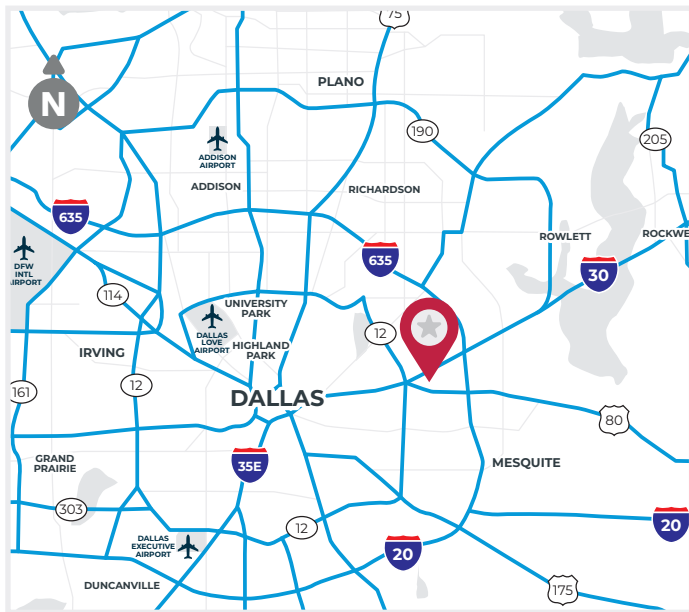 75
PLANO
N
190
205
ADDISON
AIRPORT
ADDISON
RICHARDSON
635
ROWLETT
ROCKWE
635
DFW
INTL
AIRPORT
30
114
UNIVERSITY
PARK
DALLAS
LOVE
AIRPORT
HIGHLAND
PARK
12
IRVING
12
161
DALLAS
80
GRAND
PRAIRIE
35E
MESQUITE
303
12
20
DALLAS
EXECUTIVE
AIRPORT
20
DUNCANVILLE
175